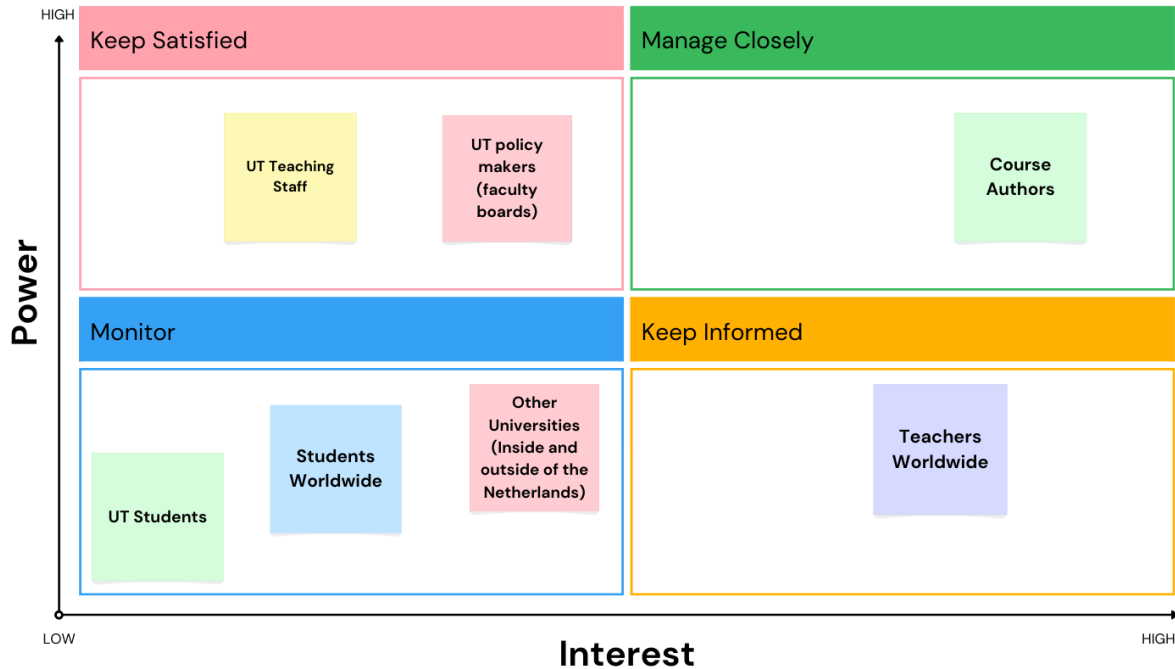 HIGH
Keep Satisfied
Manage Closely
UT Teaching
Staff
UT policy
makers
(faculty
boards)
Course
Authors
Power
Monitor
Keep Informed
UT Students
Students
Worldwide
Other
Universities
(Inside and
outside of the
Netherlands)
Teachers
Worldwide
LOW
Interest
HIGH